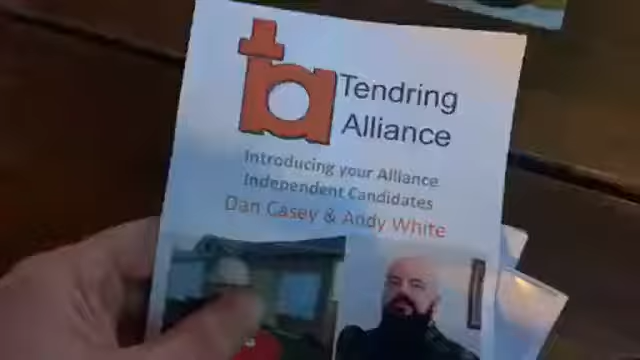 ta
Tendring
Alliance
Introducing your Alliance
Independent Candidates
Dan Casey & Andy White